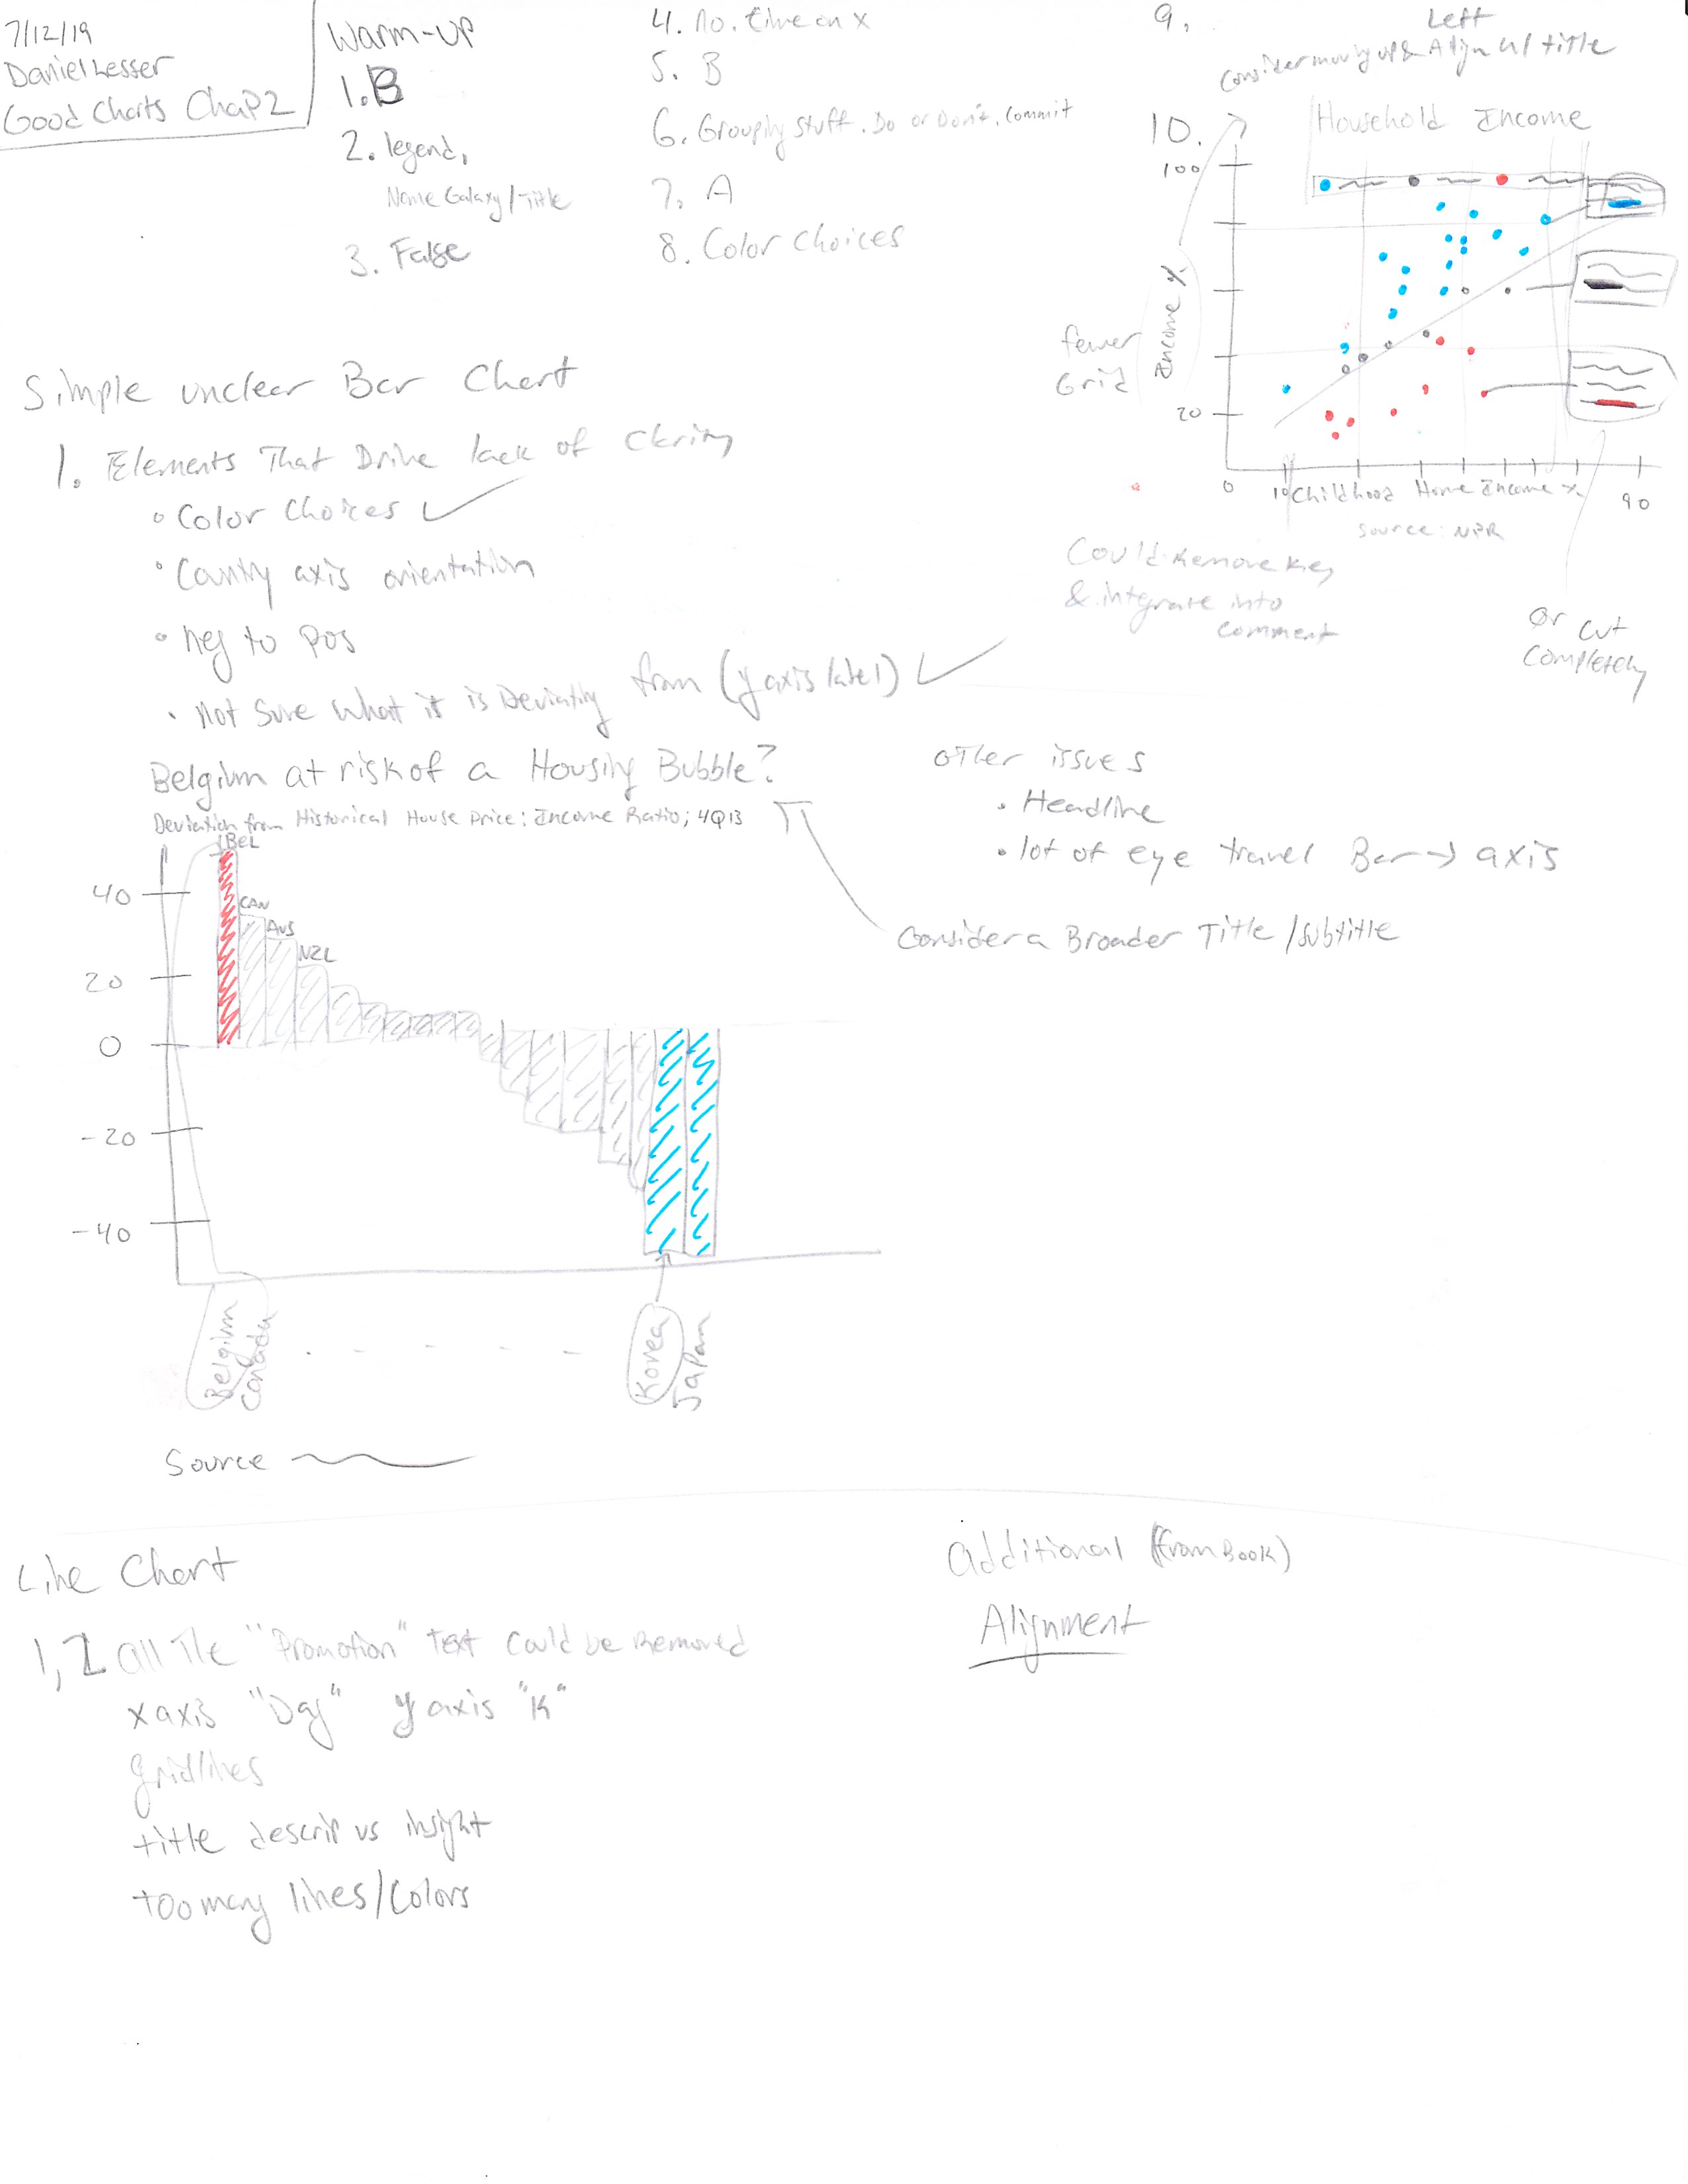 7/12/19
Daniel Lesser
Good Charts Chap 2
Warm-up
1. B
2. legend,
Name Galaxy/Title
3. False
4. no. time on x
5. B
6. Grouping stuff. Do or Don't. Commit
7. A
8. Color Choices
9. Left
Consider moving up & Align w/ title
10.
Household Income
100
Income %
20
0
10
Childhood Home Income %
90
Source: NPR
fewer
Grid
Could Remove Key
& integrate into
comment
or cut
completely
Simple unclear Bar Chart
1. Elements That Drive lack of Clarity
• Color Choices ✓
• Country axis orientation
• neg to pos
• Not Sure What it is Deviating from (y axis label) ✓
Belgium at risk of a Housing Bubble?
Deviation from Historical House Price: Income Ratio; 4Q13
BEL
CAN
AUS
NZL
40
20
0
-20
-40
Belgium
Canada
Korea
Japan
Source
other issues
• Headline
• lot of eye travel Bar → axis
Consider a Broader Title/subtitle
Line Chart
1, 2 all The "Promotion" Text Could be Removed
x axis "Day" y axis "K"
gridlines
title descrip vs insight
too many lines/Colors
Additional (from Book)
Alignment